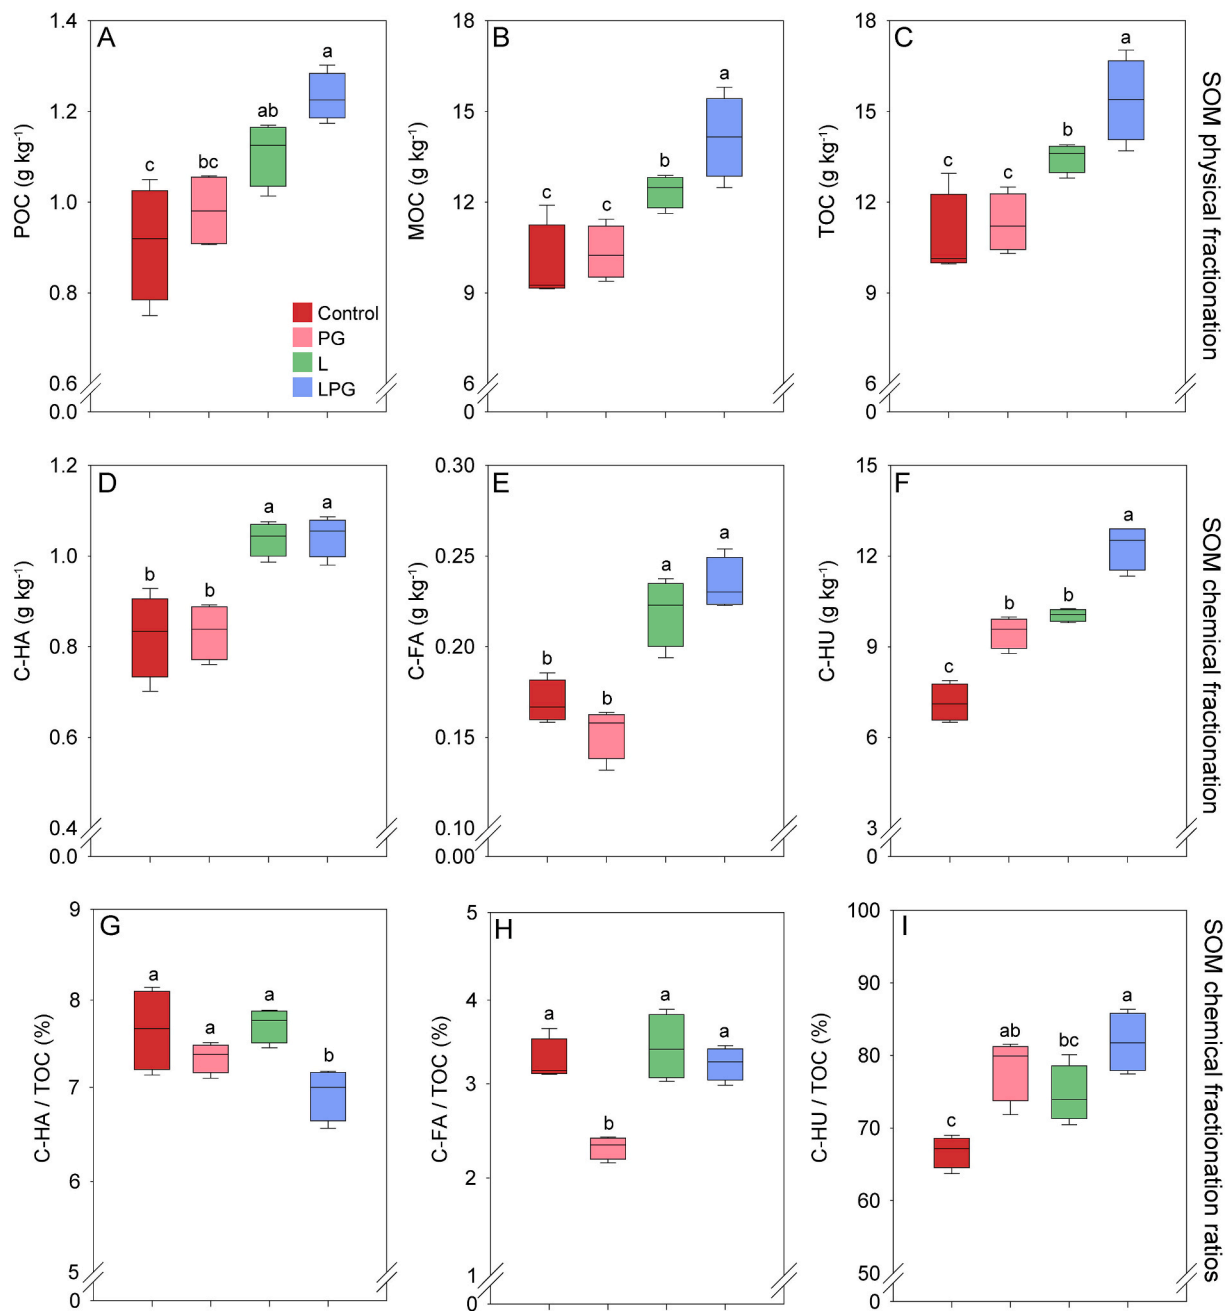 A
POC (g kg⁻¹)
1.4
1.2
1.0
0.8
0.6
0.0
c
bc
ab
a
Control
PG
L
LPG
B
MOC (g kg⁻¹)
18
15
12
9
6
0
c
c
b
a
C
TOC (g kg⁻¹)
18
15
12
9
6
0
c
c
b
a
SOM physical fractionation
D
C-HA (g kg⁻¹)
1.2
1.0
0.8
0.6
0.4
0.0
b
b
a
a
E
C-FA (g kg⁻¹)
0.30
0.25
0.20
0.15
0.10
0.00
b
b
a
a
F
C-HU (g kg⁻¹)
15
12
9
6
3
0
c
b
b
a
SOM chemical fractionation
G
C-HA / TOC (%)
9
8
7
6
5
0
a
a
a
b
H
C-FA / TOC (%)
5
4
3
2
1
0
a
b
a
a
I
C-HU / TOC (%)
100
90
80
70
60
50
0
c
ab
bc
a
SOM chemical fractionation ratios